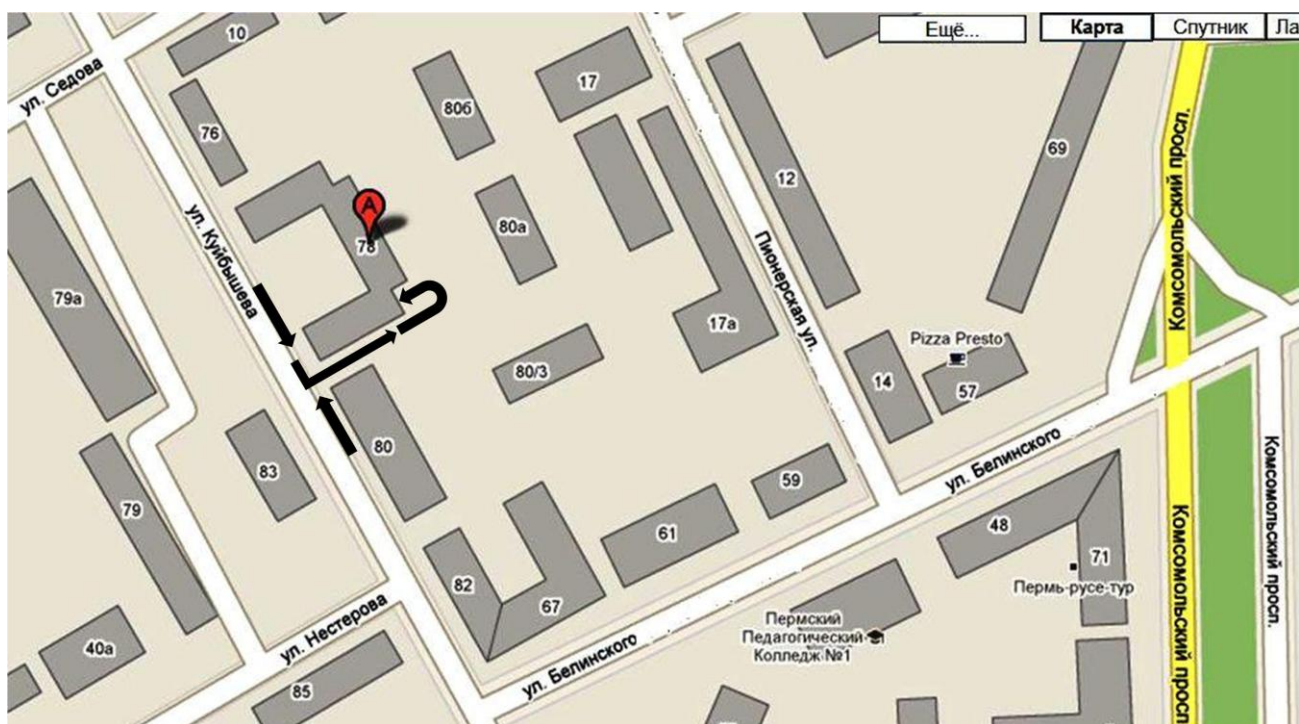 Ещё...
Карта
Спутник
Ла
10
ул. Седова
76
80б
17
12
69
Комсомольский просп.
ул. Куйбышева
А
78
80а
79а
Пионерская ул.
17а
Pizza Presto
80/3
14
57
80
83
79
ул. Белинского
Комсомольский просп.
59
61
48
71
82
67
Комсомольский просп
Пермь-русе-тур
Пермский
Педагогический
Колледж №1
ул. Нестерова
40а
85
ул. Белинского